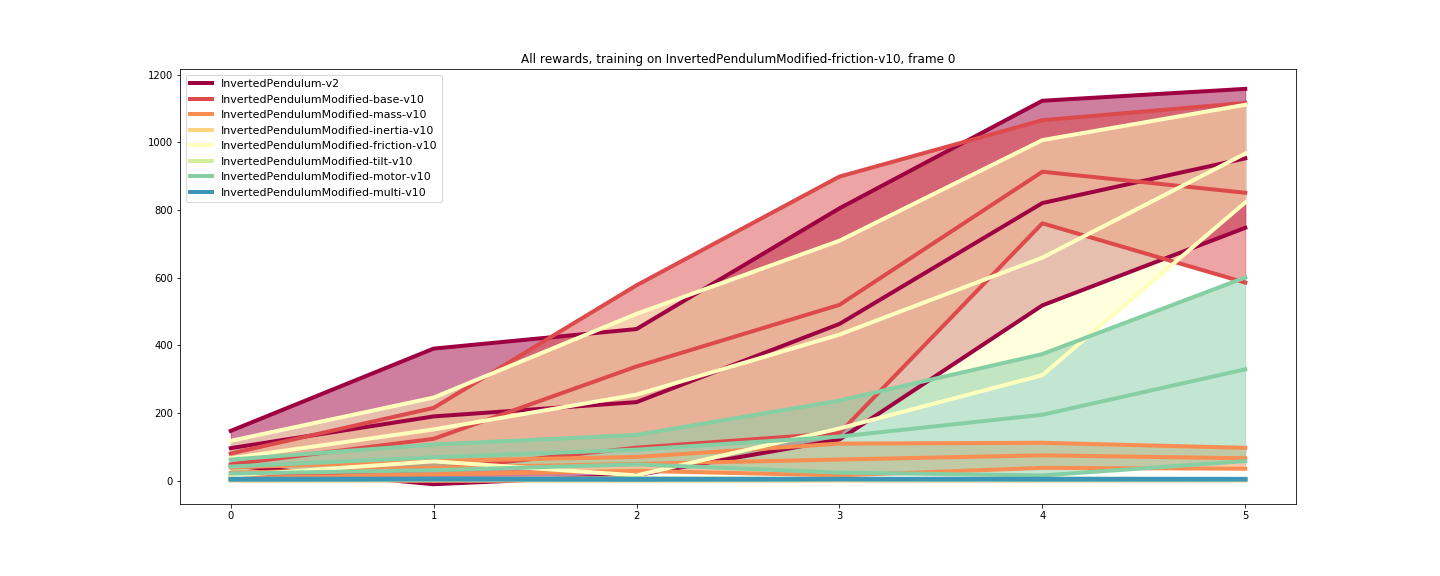 All rewards, training on InvertedPendulumModified-friction-v10, frame 0
1200
1000
800
600
400
200
0
InvertedPendulum-v2
InvertedPendulumModified-base-v10
InvertedPendulumModified-mass-v10
InvertedPendulumModified-inertia-v10
InvertedPendulumModified-friction-v10
InvertedPendulumModified-tilt-v10
InvertedPendulumModified-motor-v10
InvertedPendulumModified-multi-v10
0 1 2 3 4 5